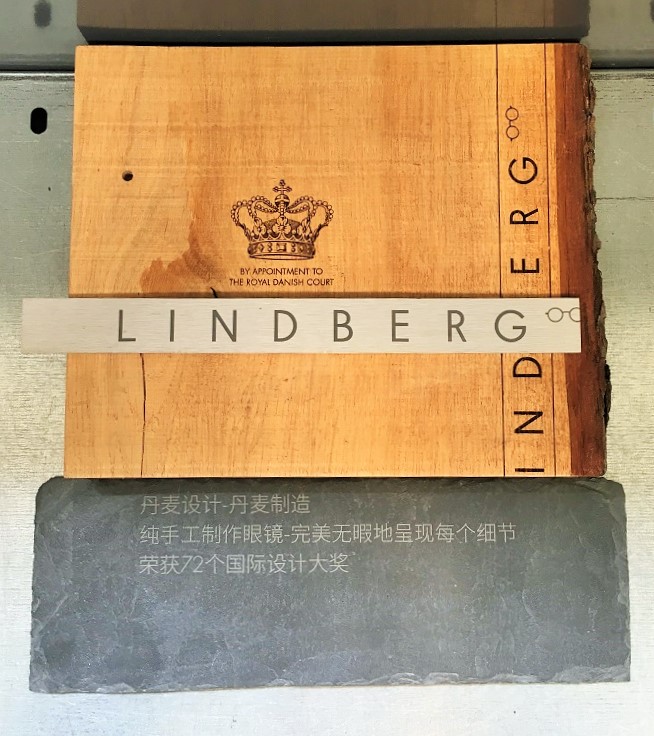 BY APPOINTMENT TO
THE ROYAL DANISH COURT
LINDBERG
INDBERG
丹麦设计-丹麦制造
纯手工制作眼镜-完美无暇地呈现每个细节
荣获72个国际设计大奖